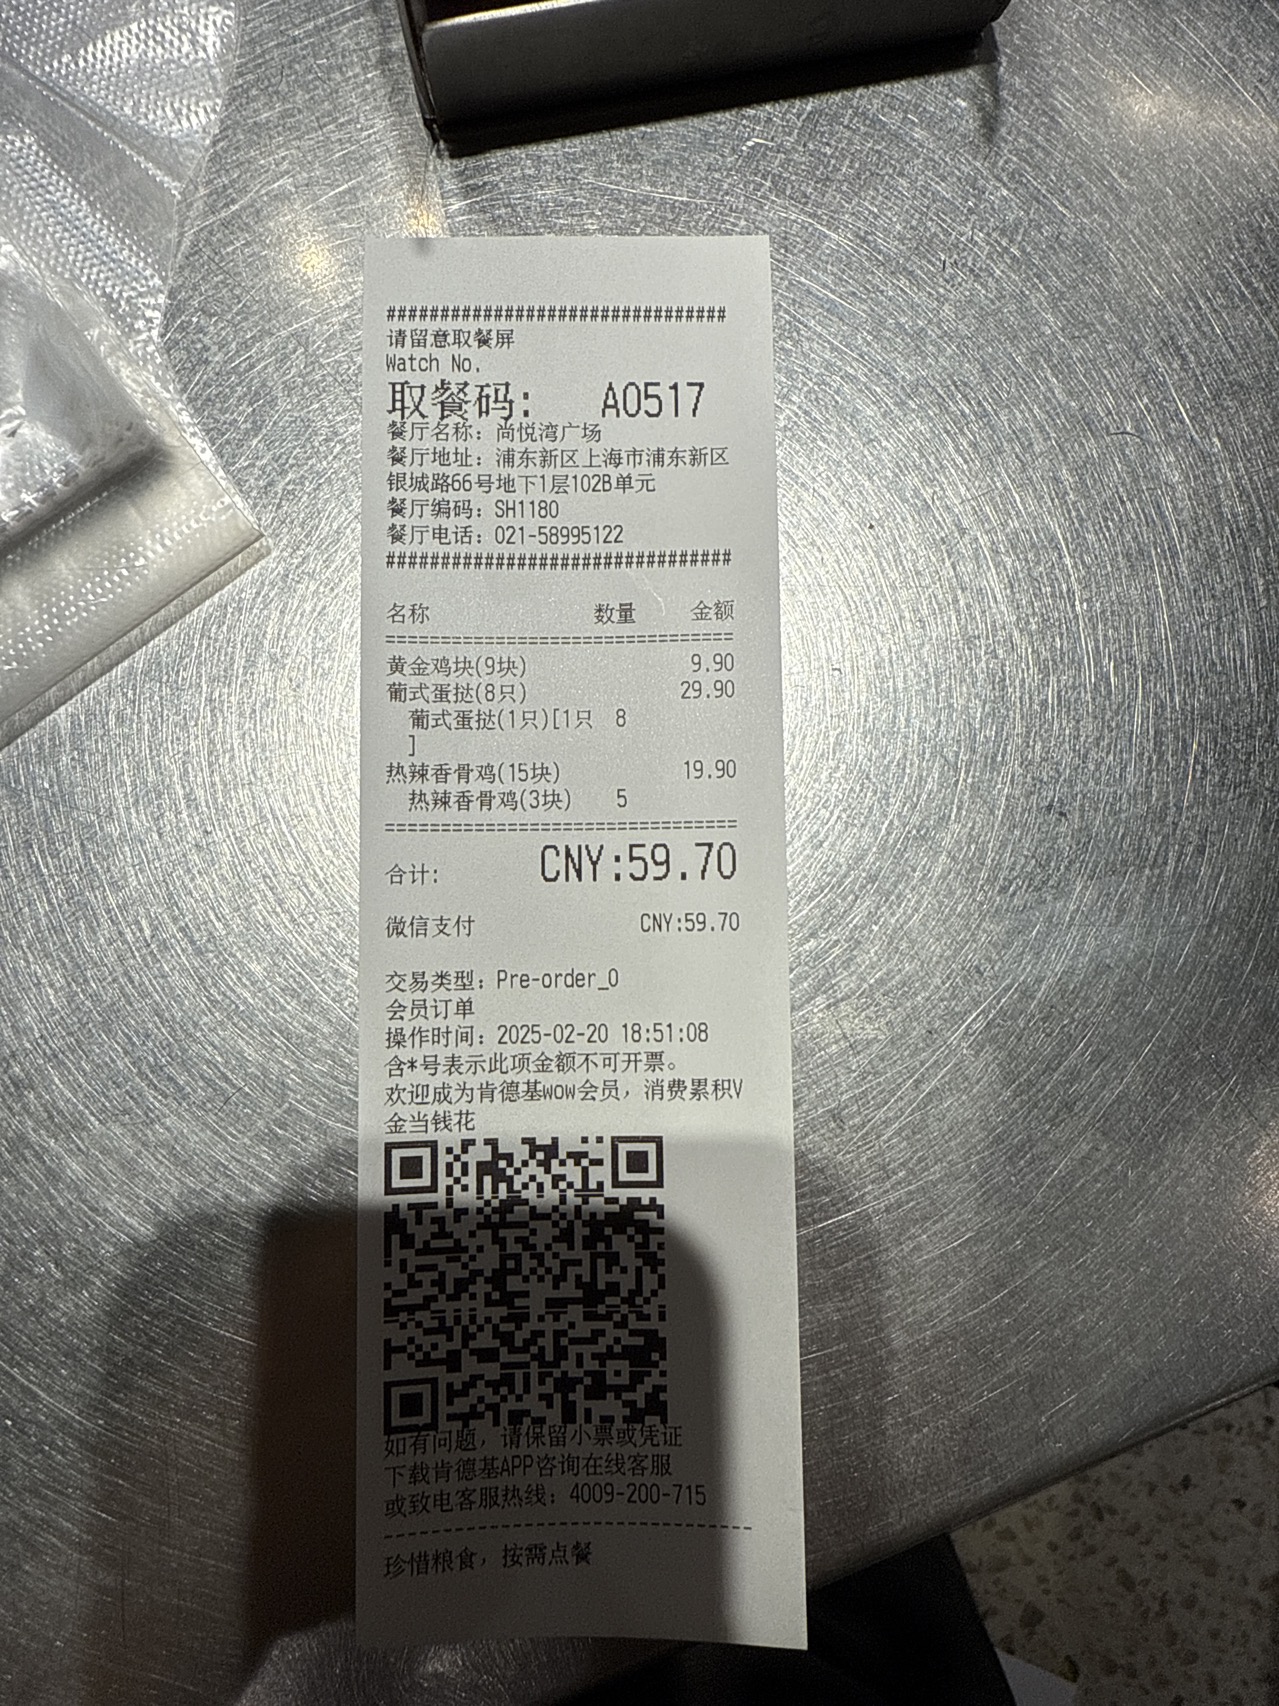 ###############################
请留意取餐屏
Watch No.
取餐码: A0517
餐厅名称: 尚悦湾广场
餐厅地址: 浦东新区上海市浦东新区
银城路66号地下1层102B单元
餐厅编码: SH1180
餐厅电话: 021-58995122
################################
名称 数量 金额
================================
黄金鸡块(9块) 9.90
葡式蛋挞(8只) 29.90
葡式蛋挞(1只)[1只 8
]
热辣香骨鸡(15块) 19.90
热辣香骨鸡(3块) 5
================================
合计: CNY:59.70
微信支付 CNY:59.70
交易类型: Pre-order_0
会员订单
操作时间: 2025-02-20 18:51:08
含*号表示此项金额不可开票。
欢迎成为肯德基wow会员, 消费累积V
金当钱花
如有问题, 请保留小票或凭证
下载肯德基APP咨询在线客服
或致电客服热线: 4009-200-715
--------------------------------
珍惜粮食, 按需点餐